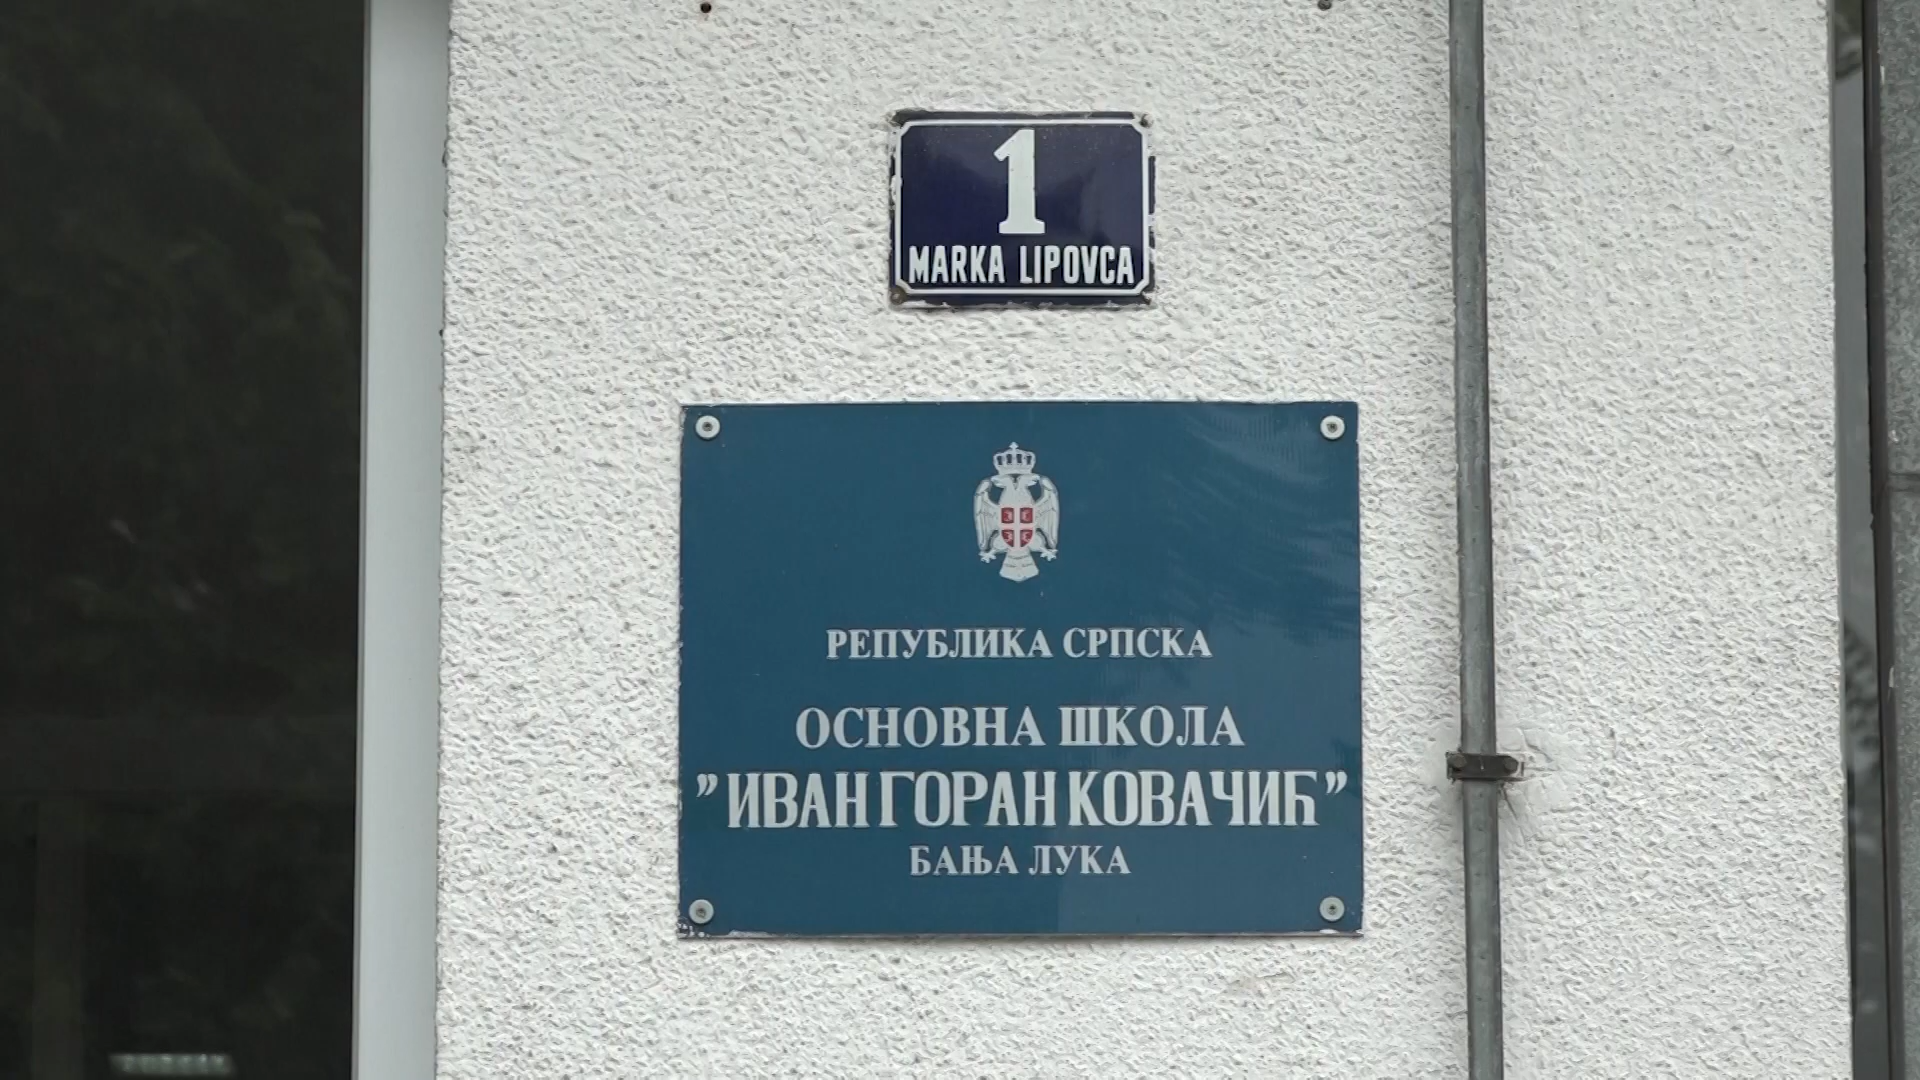 1
MARKA LIPOVCA
РЕПУБЛИКА СРПСКА
ОСНОВНА ШКОЛА
”ИВАН ГОРАН КОВАЧИЋ”
БАЊА ЛУКА